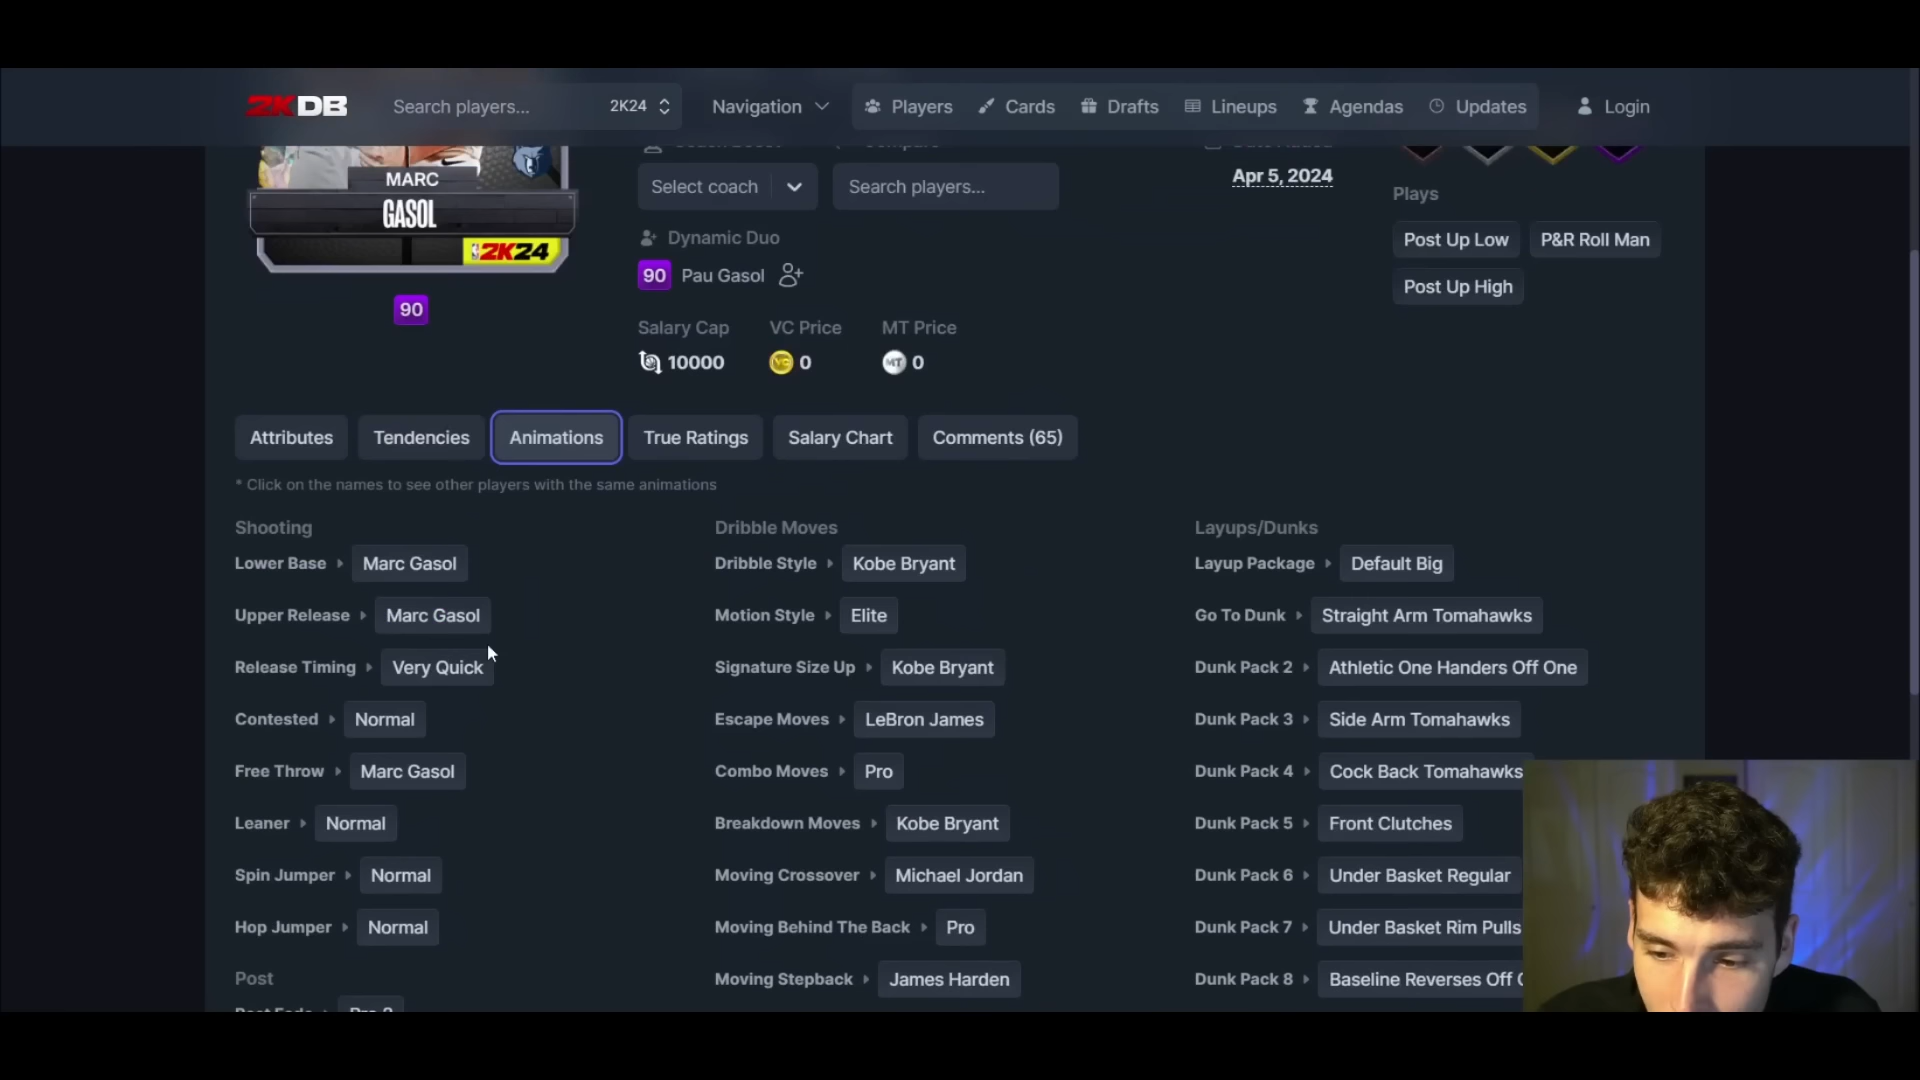 2KDB
Search players...
2K24
Navigation
Players
Cards
Drafts
Lineups
Agendas
Updates
Login
MARC
GASOL
2K24
90
Select coach
Search players...
Apr 5, 2024
Dynamic Duo
90 Pau Gasol
Salary Cap
VC Price
MT Price
10000
0
MT 0
Plays
Post Up Low
P&R Roll Man
Post Up High
Attributes
Tendencies
Animations
True Ratings
Salary Chart
Comments (65)
* Click on the names to see other players with the same animations
Shooting
Lower Base Marc Gasol
Upper Release Marc Gasol
Release Timing Very Quick
Contested Normal
Free Throw Marc Gasol
Leaner Normal
Spin Jumper Normal
Hop Jumper Normal
Post
Dribble Moves
Dribble Style Kobe Bryant
Motion Style Elite
Signature Size Up Kobe Bryant
Escape Moves LeBron James
Combo Moves Pro
Breakdown Moves Kobe Bryant
Moving Crossover Michael Jordan
Moving Behind The Back Pro
Moving Stepback James Harden
Layups/Dunks
Layup Package Default Big
Go To Dunk Straight Arm Tomahawks
Dunk Pack 2 Athletic One Handers Off One
Dunk Pack 3 Side Arm Tomahawks
Dunk Pack 4 Cock Back Tomahawks
Dunk Pack 5 Front Clutches
Dunk Pack 6 Under Basket Regular
Dunk Pack 7 Under Basket Rim Pulls
Dunk Pack 8 Baseline Reverses Off